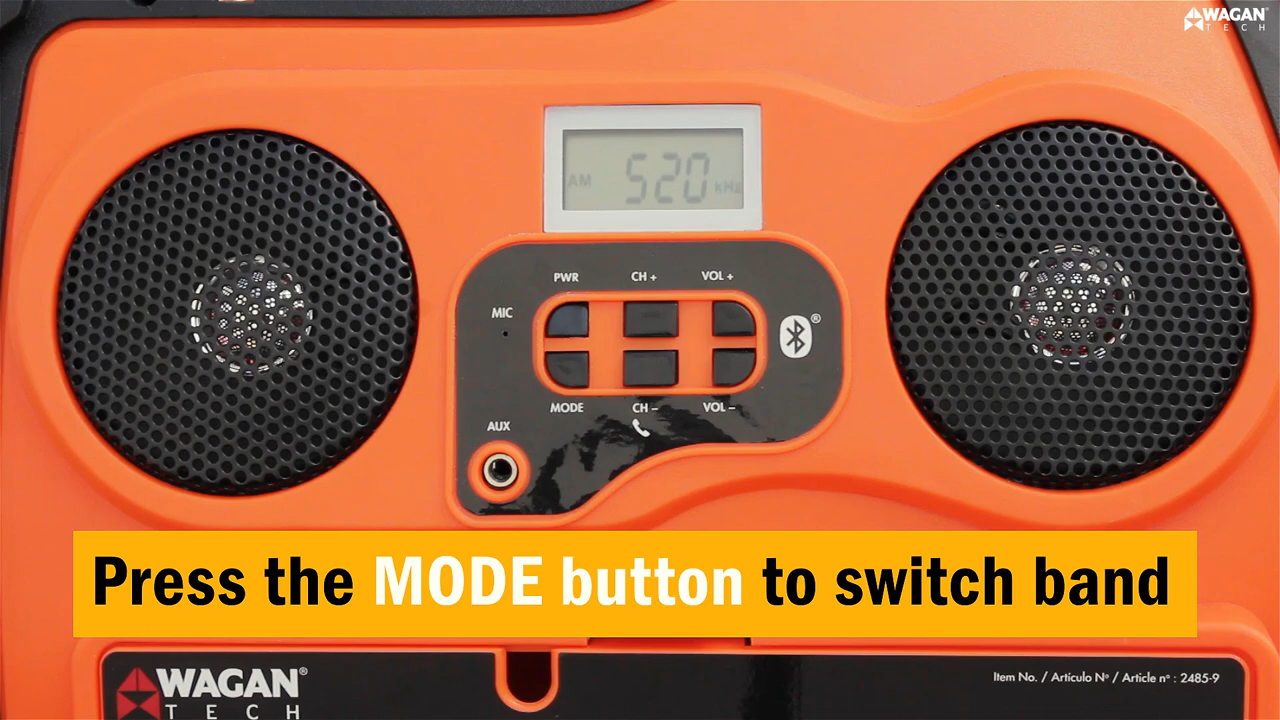 WAGAN
TECH
AM 520 kHz
PWR CH + VOL +
MIC
®
MODE CH – VOL –
AUX
Press the MODE button to switch band
WAGAN®
TECH
Item No. / Artículo Nº / Article nº : 2485-9